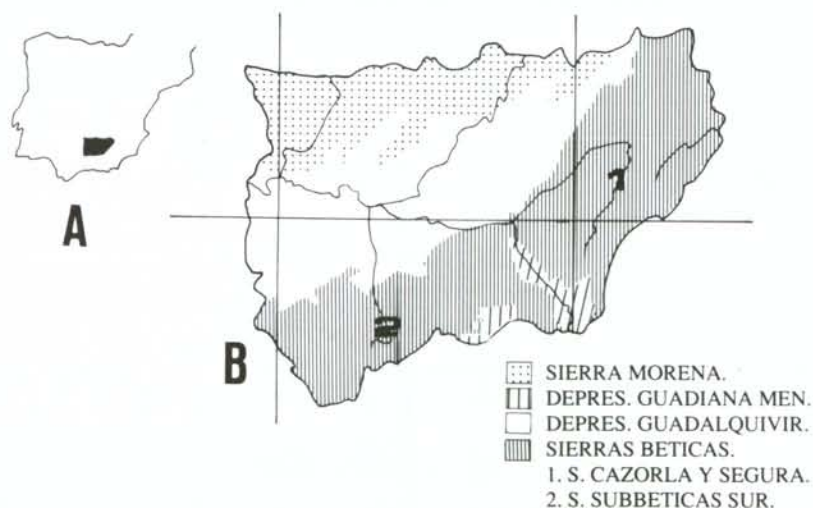 A
B
1
2
SIERRA MORENA.
DEPRES. GUADIANA MEN.
DEPRES. GUADALQUIVIR.
SIERRAS BETICAS.
1. S. CAZORLA Y SEGURA.
2. S. SUBBETICAS SUR.